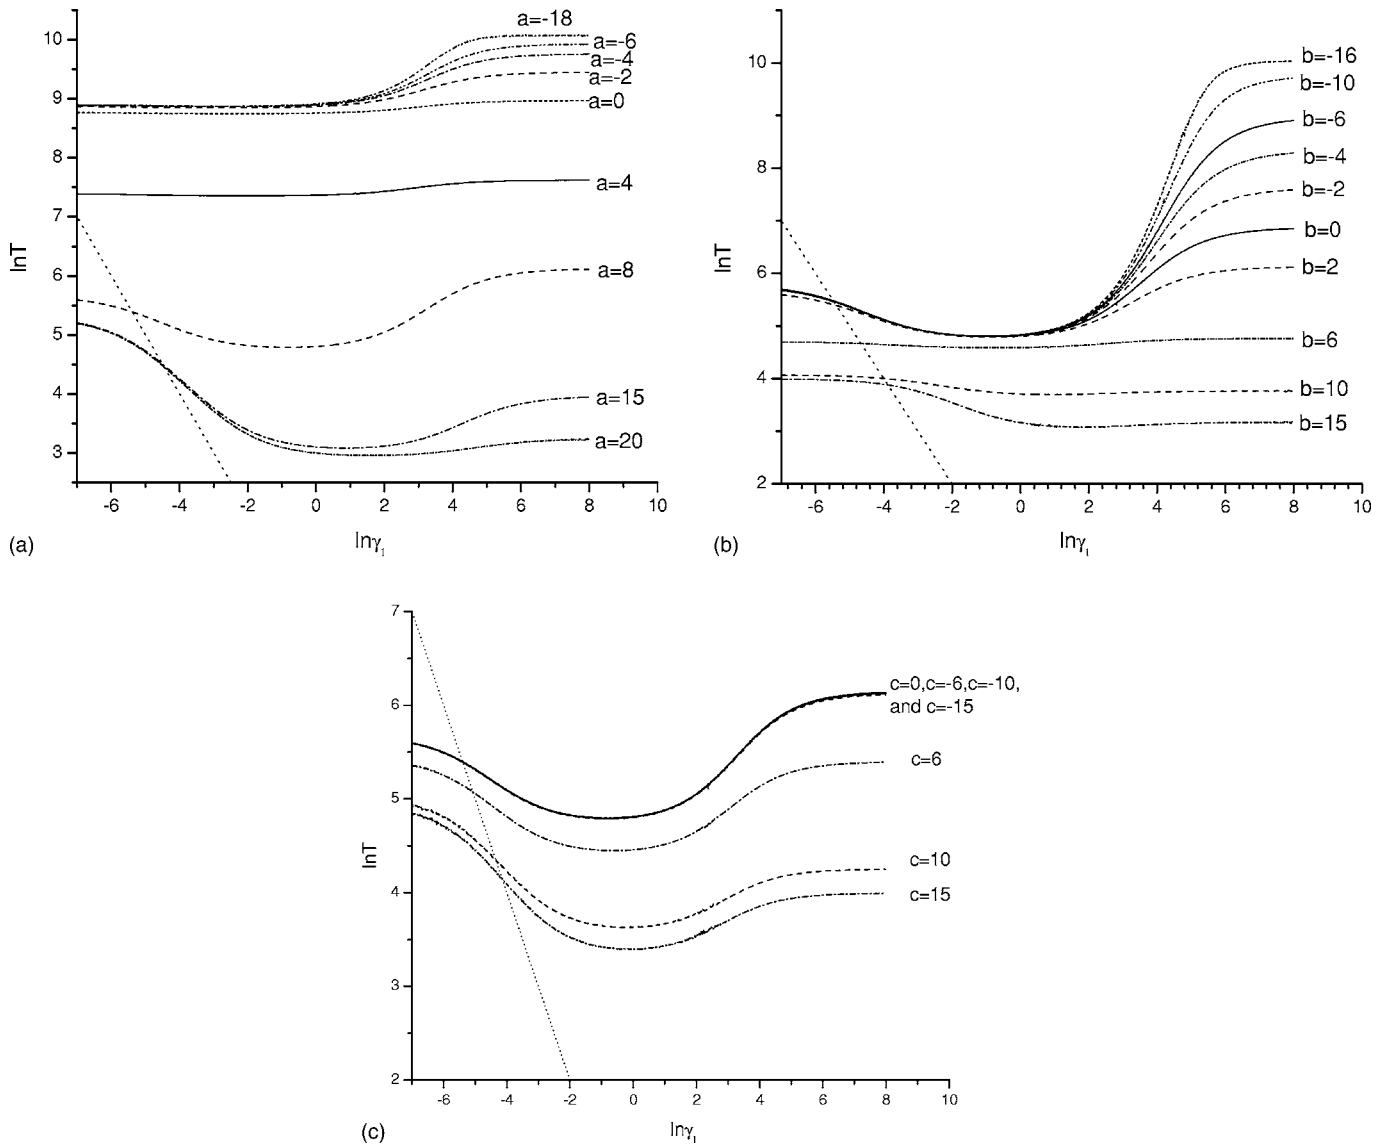 a=-18
a=-6
a=-4
a=-2
a=0
a=4
a=8
a=15
a=20
10
9
8
7
6
5
4
3
lnT
-6 -4 -2 0 2 4 6 8 10
lnγ1
(a)
b=-16
b=-10
b=-6
b=-4
b=-2
b=0
b=2
b=6
b=10
b=15
10
8
6
4
2
lnT
-6 -4 -2 0 2 4 6 8 10
lnγ1
(b)
7
6
5
4
3
2
lnT
c=0,c=-6,c=-10,
and c=-15
c=6
c=10
c=15
-6 -4 -2 0 2 4 6 8 10
lnγ1
(c)